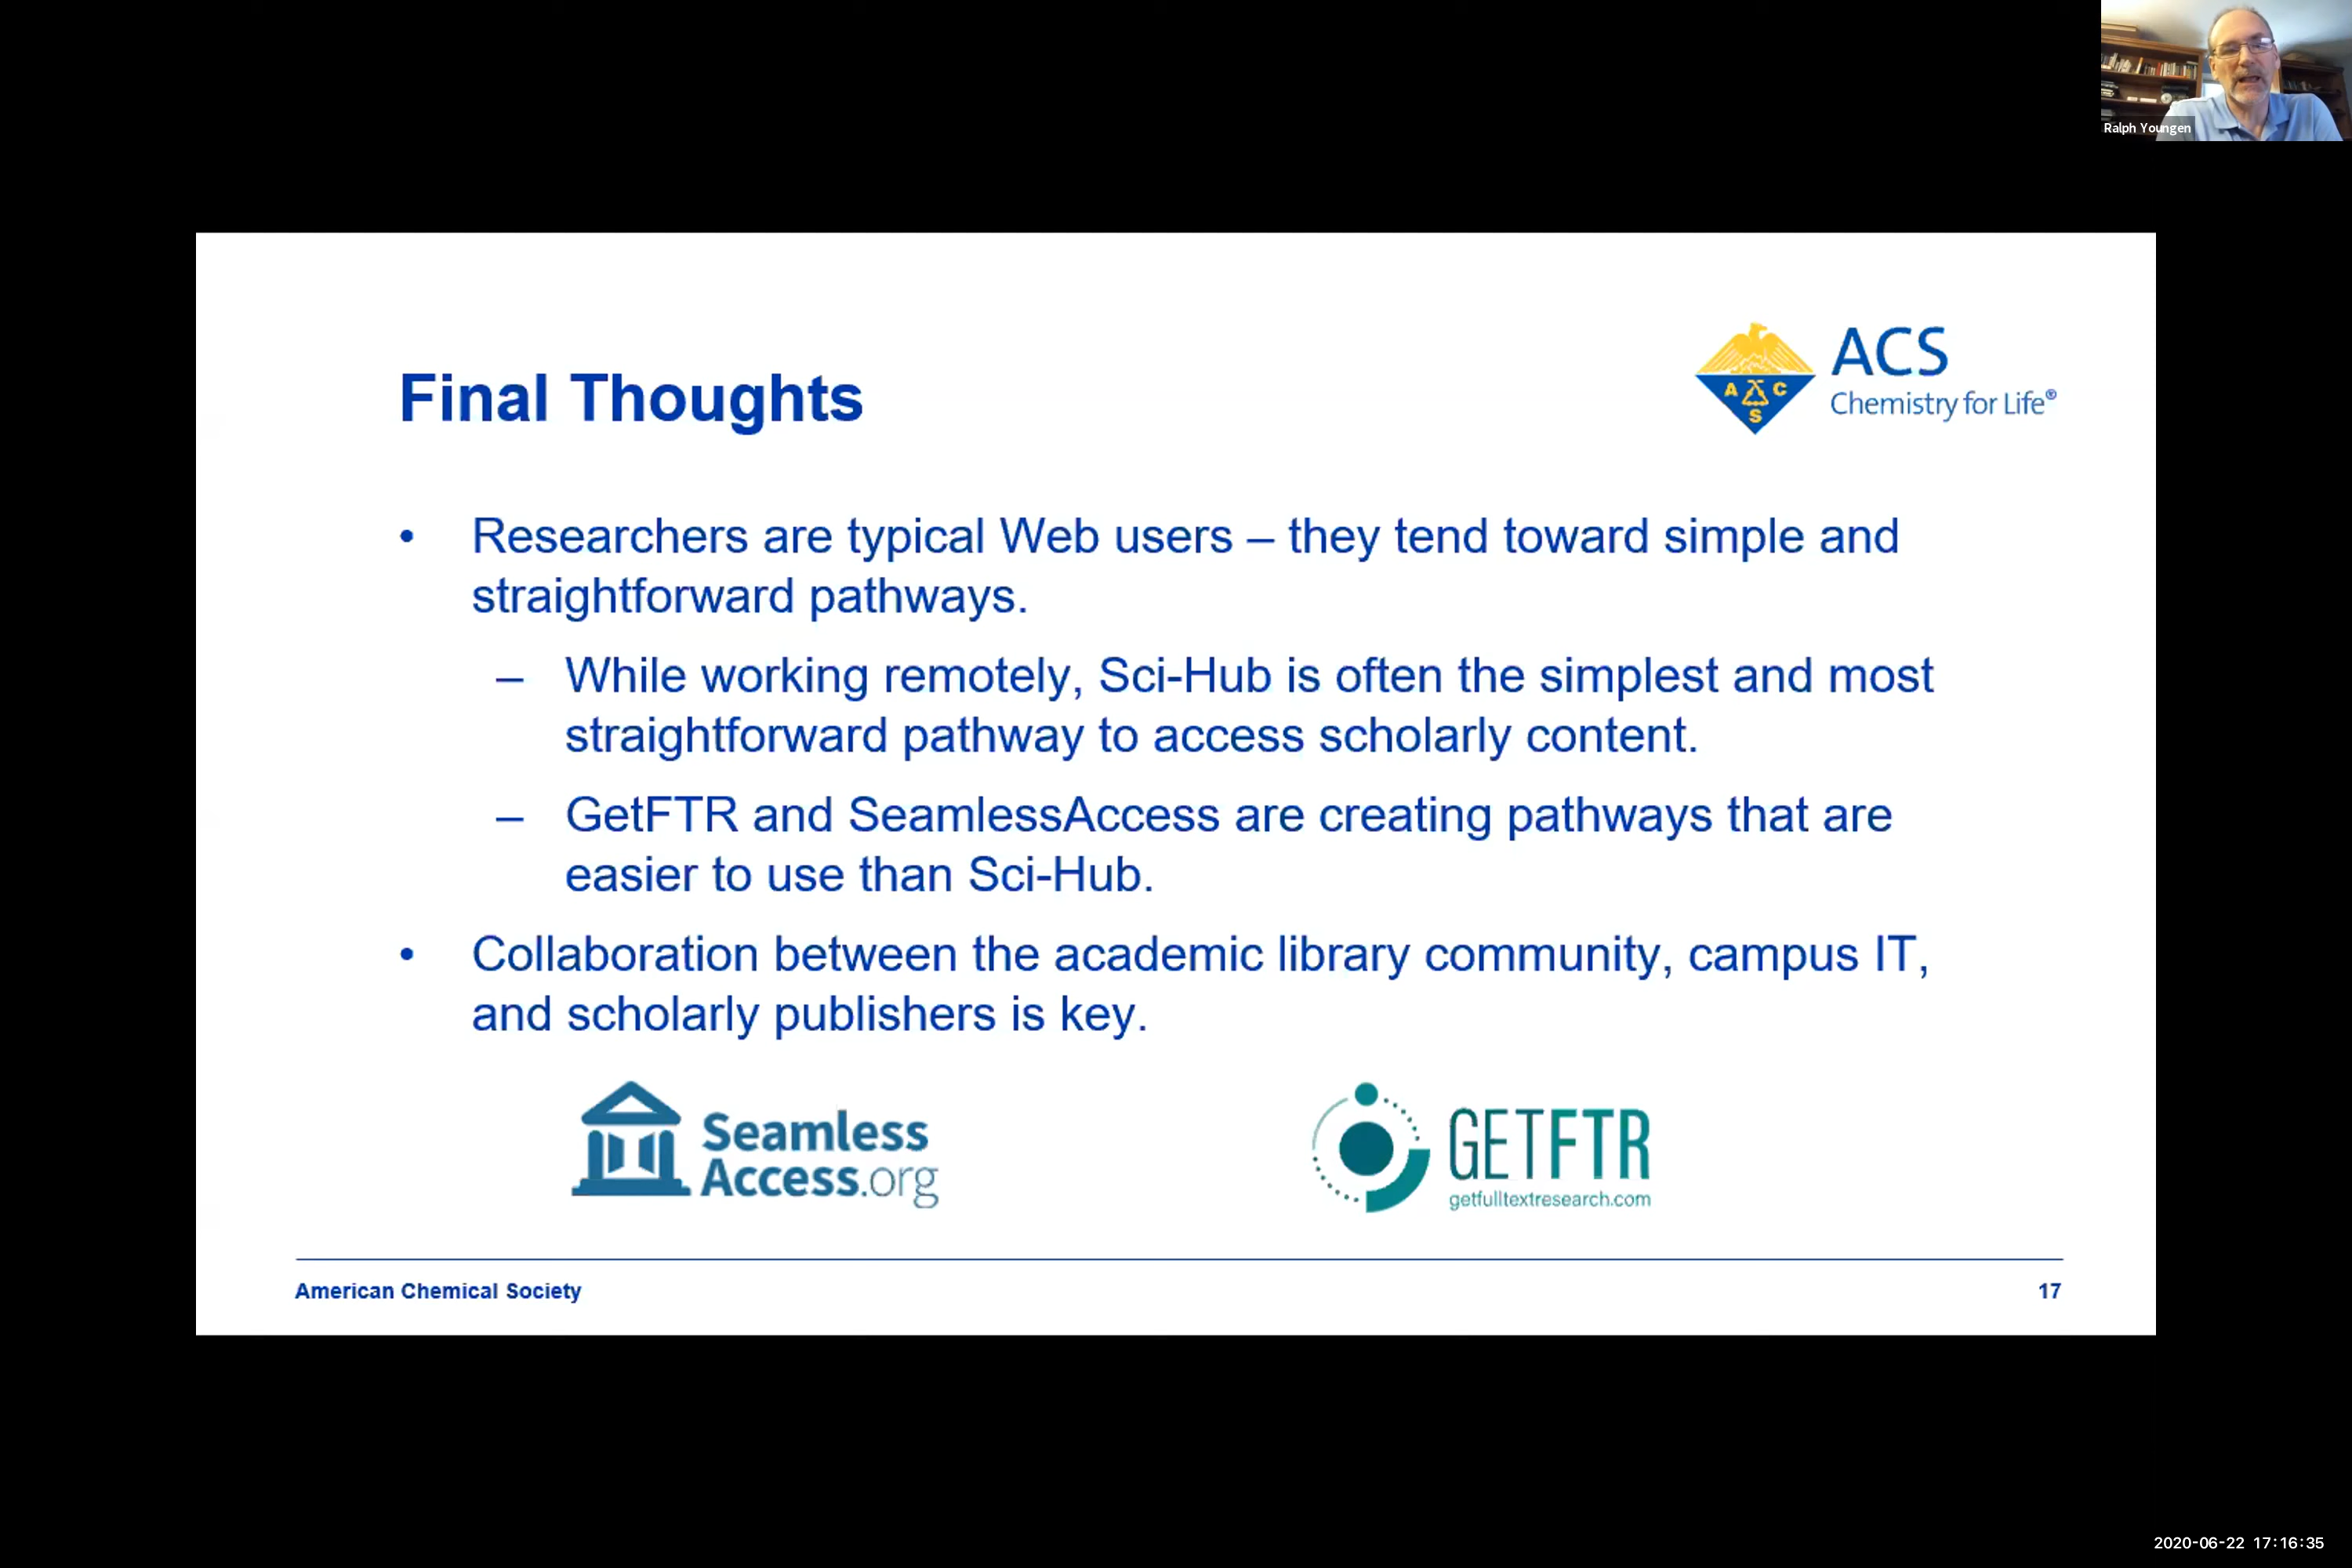 Ralph Youngen
Final Thoughts
A C
S
ACS
Chemistry for Life®
• Researchers are typical Web users – they tend toward simple and
straightforward pathways.
– While working remotely, Sci-Hub is often the simplest and most
straightforward pathway to access scholarly content.
– GetFTR and SeamlessAccess are creating pathways that are
easier to use than Sci-Hub.
• Collaboration between the academic library community, campus IT,
and scholarly publishers is key.
Seamless
Access.org
GETFTR
getfulltextresearch.com
American Chemical Society
17
2020-06-22 17:16:35